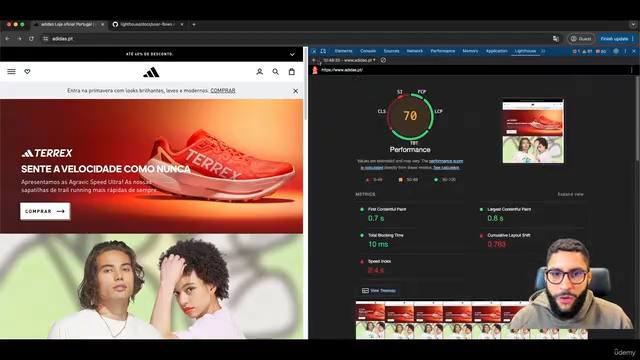 adidas Loja oficial Portugal |
lighthouse/docs/user-flows
adidas.pt
Guest
Finish update
Elements
Console
Sources
Network
Performance
Memory
Application
Lighthouse
www.adidas.pt
https://www.adidas.pt/
ATÉ 40% DE DESCONTO.
Entra na primavera com looks brilhantes, leves e modernos. COMPRAR
TERREX
SENTE A VELOCIDADE COMO NUNCA
Apresentamos as Agravic Speed Ultra! As nossas
sapatilhas de trail running mais rápidas de sempre.
COMPRAR
TERREX
SI
FCP
CLS
LCP
TBT
70
Performance
Values are estimated and may vary. The performance score
is calculated directly from these metrics. See calculator.
0–49
50–89
90–100
METRICS
Expand view
First Contentful Paint
0.7 s
Largest Contentful Paint
0.8 s
Total Blocking Time
10 ms
Cumulative Layout Shift
0.763
Speed Index
2.4 s
View Treemap
udemy